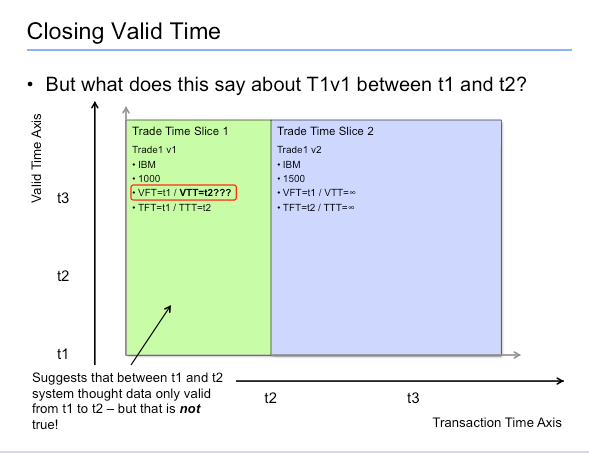 Closing Valid Time
• But what does this say about T1v1 between t1 and t2?
Valid Time Axis
t3
t2
t1
Trade Time Slice 1
Trade1 v1
• IBM
• 1000
• VFT=t1 / VTT=t2???
• TFT=t1 / TTT=t2
Trade Time Slice 2
Trade1 v2
• IBM
• 1500
• VFT=t1 / VTT=∞
• TFT=t2 / TTT=∞
Suggests that between t1 and t2
system thought data only valid
from t1 to t2 – but that is not
true!
t2
t3
Transaction Time Axis